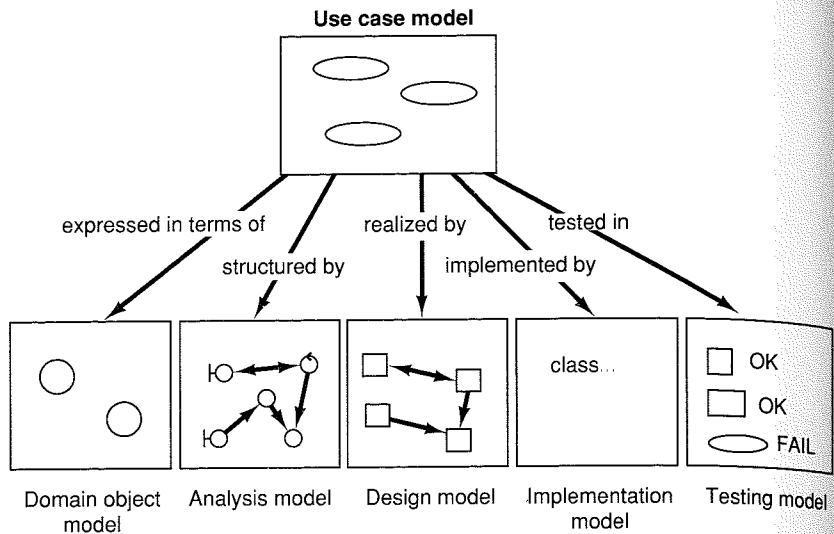 Use case model
expressed in terms of
realized by
tested in
structured by
implemented by
class...
OK
OK
FAIL
Domain object
model
Analysis model
Design model
Implementation
model
Testing model